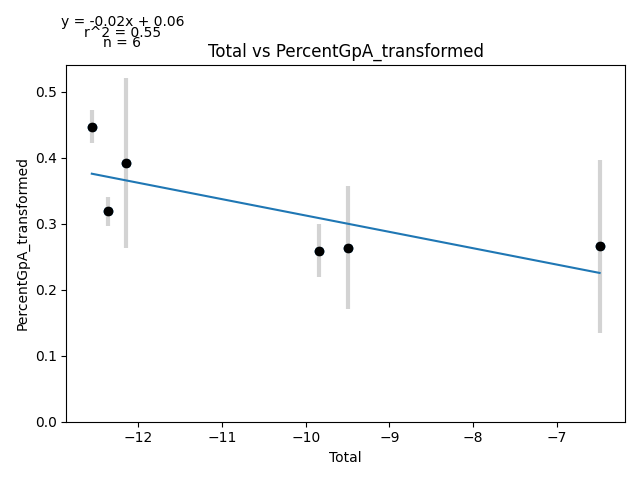 y = -0.02x + 0.06
r^2 = 0.55
n = 6
Total vs PercentGpA_transformed
PercentGpA_transformed
0.5
0.4
0.3
0.2
0.1
0.0
−12
−11
−10
−9
−8
−7
Total